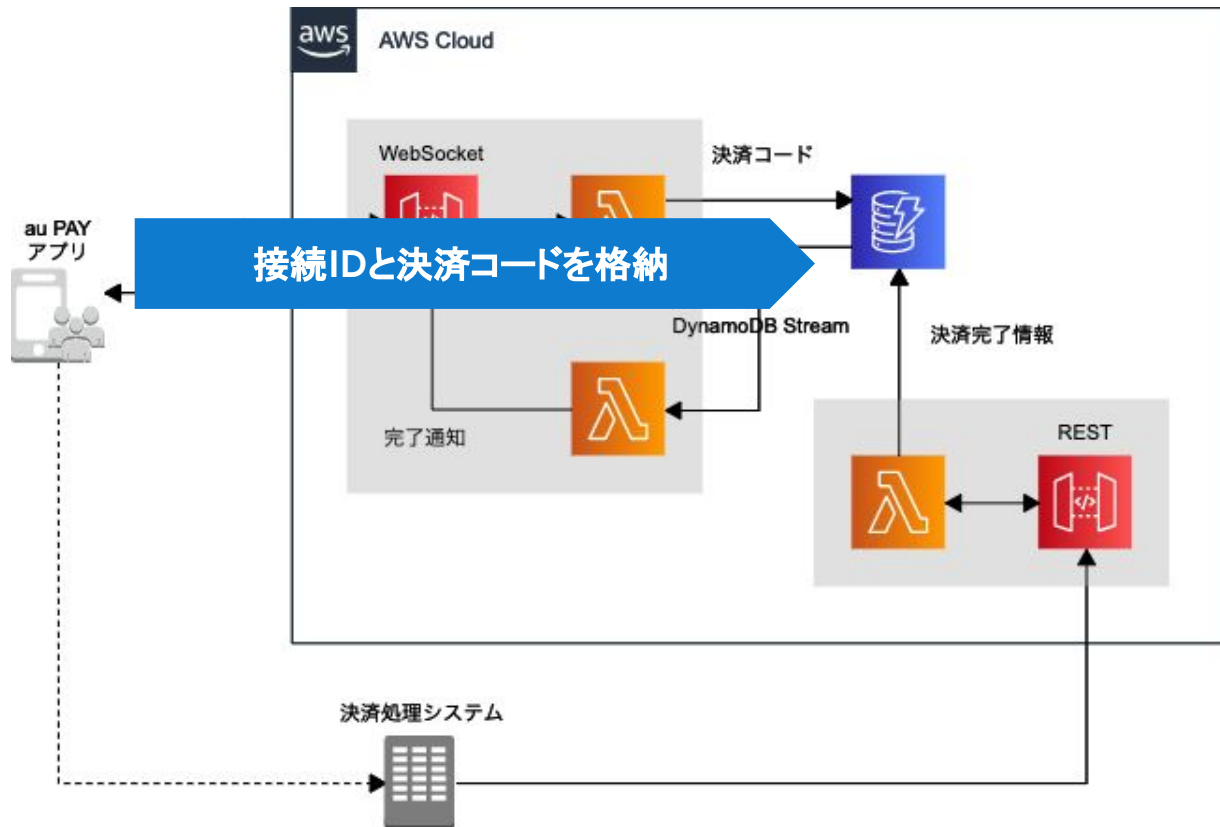 aws
AWS Cloud
WebSocket
決済コード
au PAY
アプリ
接続IDと決済コードを格納
DynamoDB Stream
決済完了情報
完了通知
REST
決済処理システム